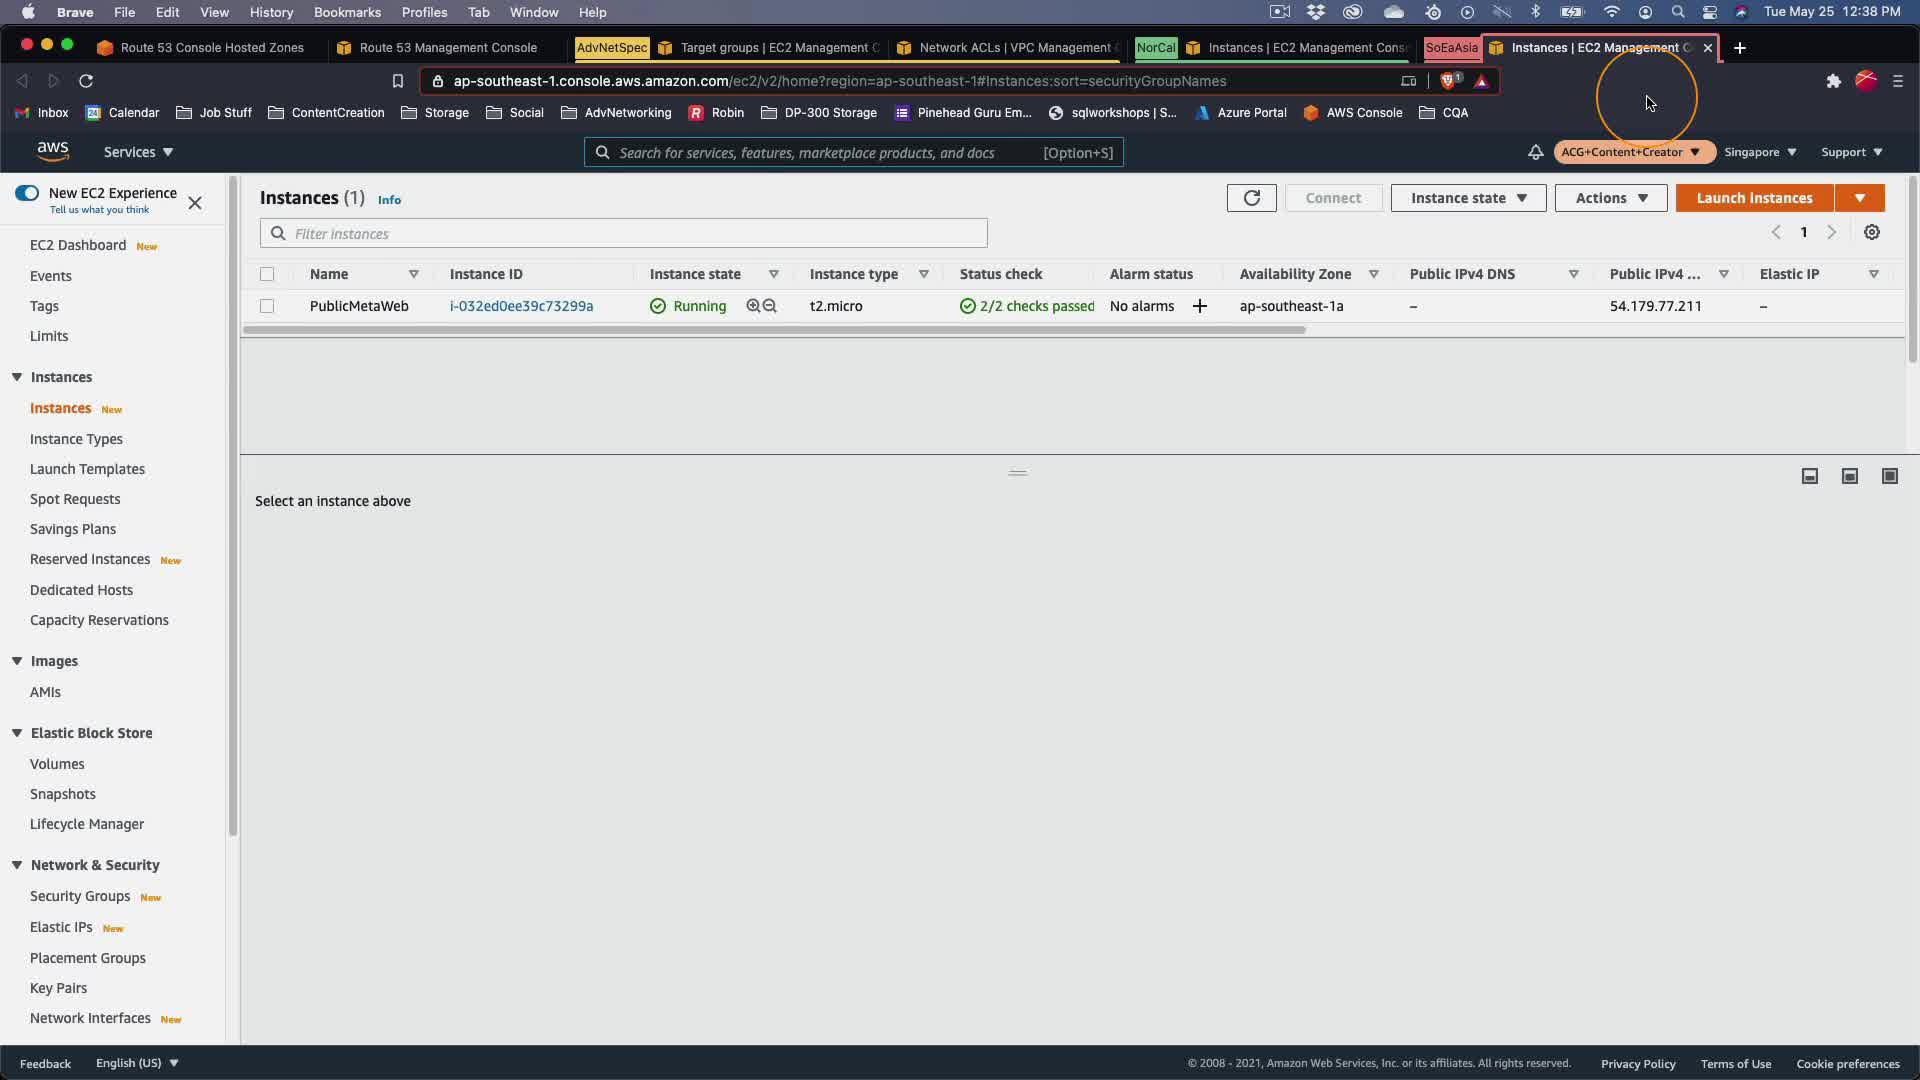 Brave File Edit View History Bookmarks Profiles Tab Window Help Tue May 25 12:38 PM
Route 53 Console Hosted Zones Route 53 Management Console AdvNetSpec Target groups | EC2 Management C Network ACLs | VPC Management NorCal Instances | EC2 Management Cons SoEaAsia Instances | EC2 Management C
ap-southeast-1.console.aws.amazon.com/ec2/v2/home?region=ap-southeast-1#Instances:sort=securityGroupNames 1
Inbox 24 Calendar Job Stuff ContentCreation Storage Social AdvNetworking R Robin DP-300 Storage Pinehead Guru Em... sqlworkshops | S... Azure Portal AWS Console CQA
aws Services Search for services, features, marketplace products, and docs [Option+S] ACG+Content+Creator Singapore Support
New EC2 Experience
Tell us what you think
EC2 Dashboard New
Events
Tags
Limits
Instances
Instances New
Instance Types
Launch Templates
Spot Requests
Savings Plans
Reserved Instances New
Dedicated Hosts
Capacity Reservations
Images
AMIs
Elastic Block Store
Volumes
Snapshots
Lifecycle Manager
Network & Security
Security Groups New
Elastic IPs New
Placement Groups
Key Pairs
Network Interfaces New
Instances (1) Info Connect Instance state Actions Launch instances
Filter instances 1
Name Instance ID Instance state Instance type Status check Alarm status Availability Zone Public IPv4 DNS Public IPv4 ... Elastic IP
PublicMetaWeb i-032ed0ee39c73299a Running t2.micro 2/2 checks passed No alarms + ap-southeast-1a – 54.179.77.211 –
Select an instance above
Feedback English (US) © 2008 - 2021, Amazon Web Services, Inc. or its affiliates. All rights reserved. Privacy Policy Terms of Use Cookie preferences